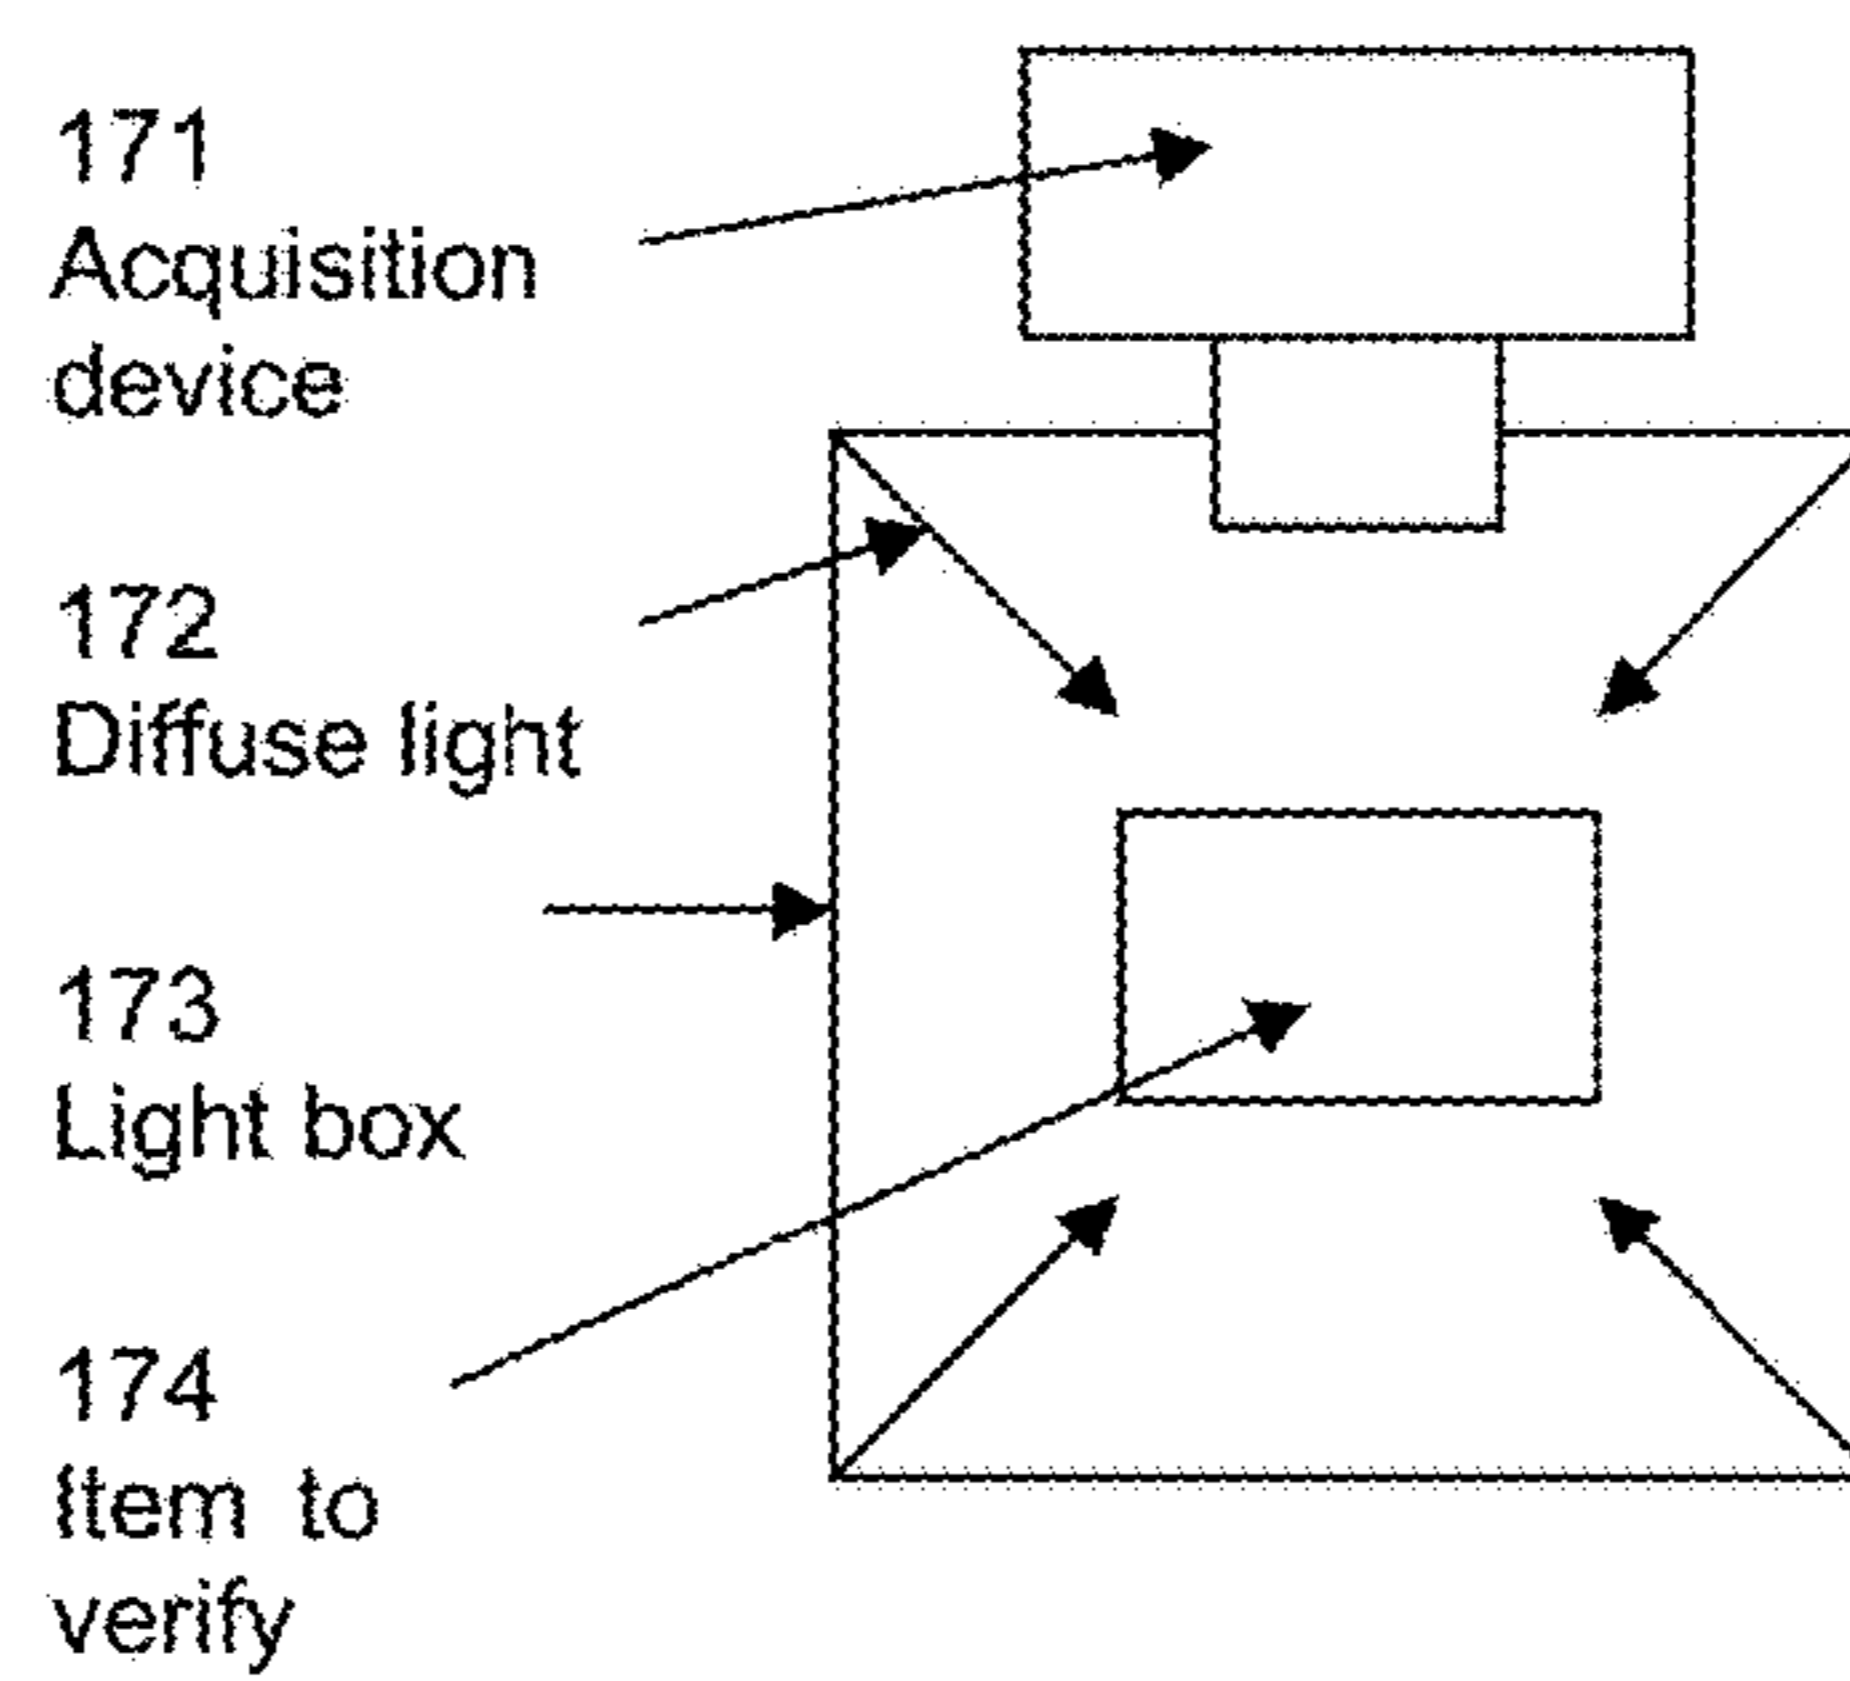 171
Acquisition
device
172
Diffuse light
173
Light box
174
Item to
verify